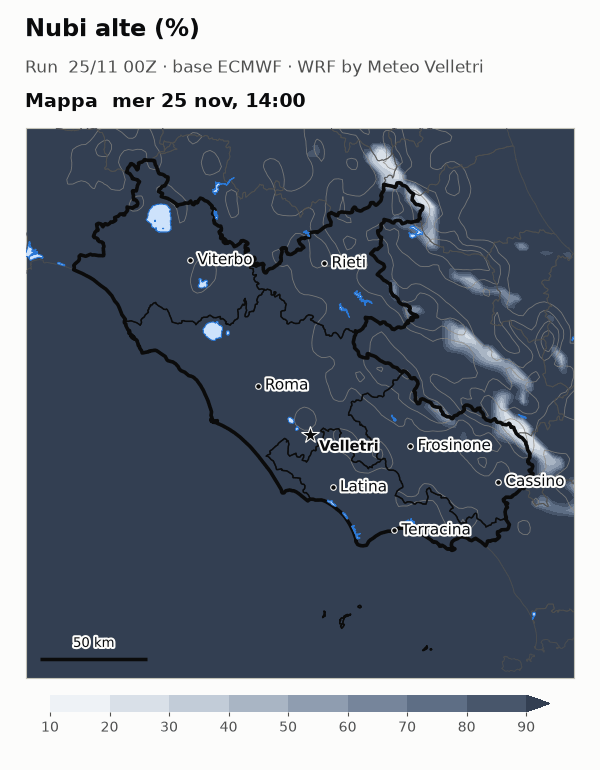 Nubi alte (%)
Run 25/11 00Z · base ECMWF · WRF by Meteo Velletri
Mappa mer 25 nov, 14:00
Viterbo
Rieti
Roma
Velletri
Frosinone
Cassino
Latina
Terracina
50 km
10 20 30 40 50 60 70 80 90